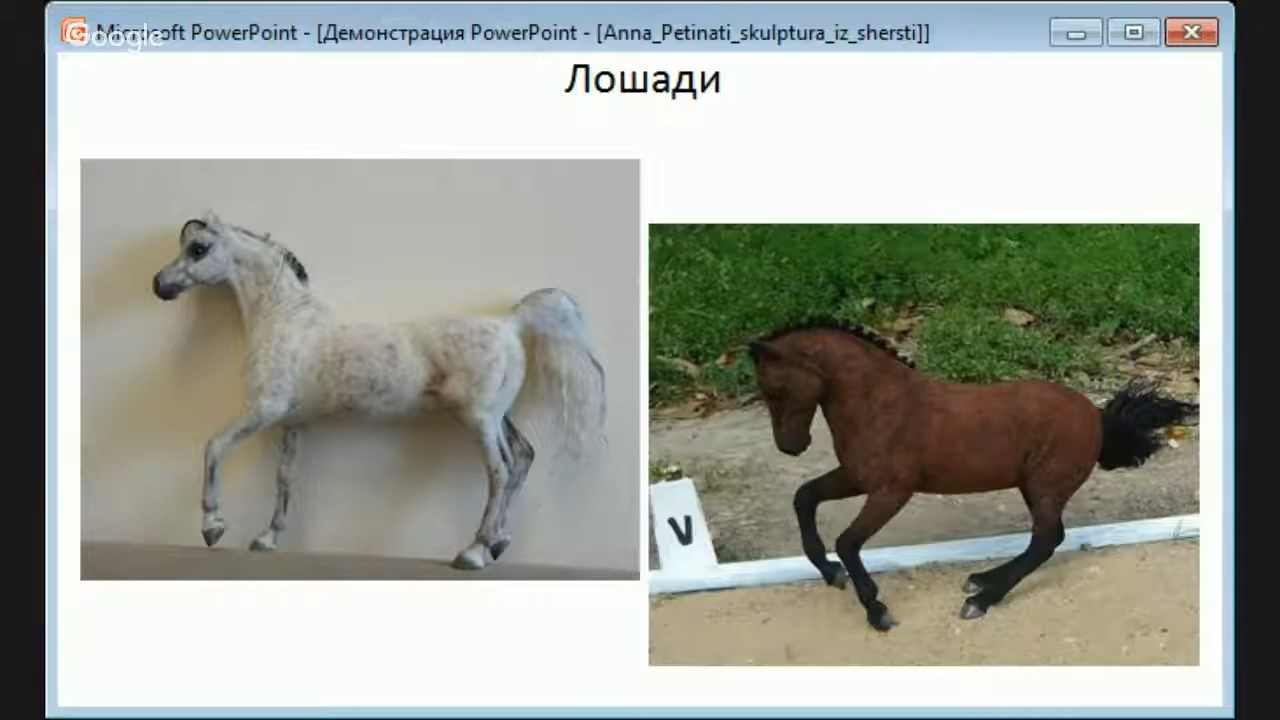 Microsoft PowerPoint - [Демонстрация PowerPoint - [Anna_Petinati_skulptura_iz_shersti]]
Google
Лошади
V